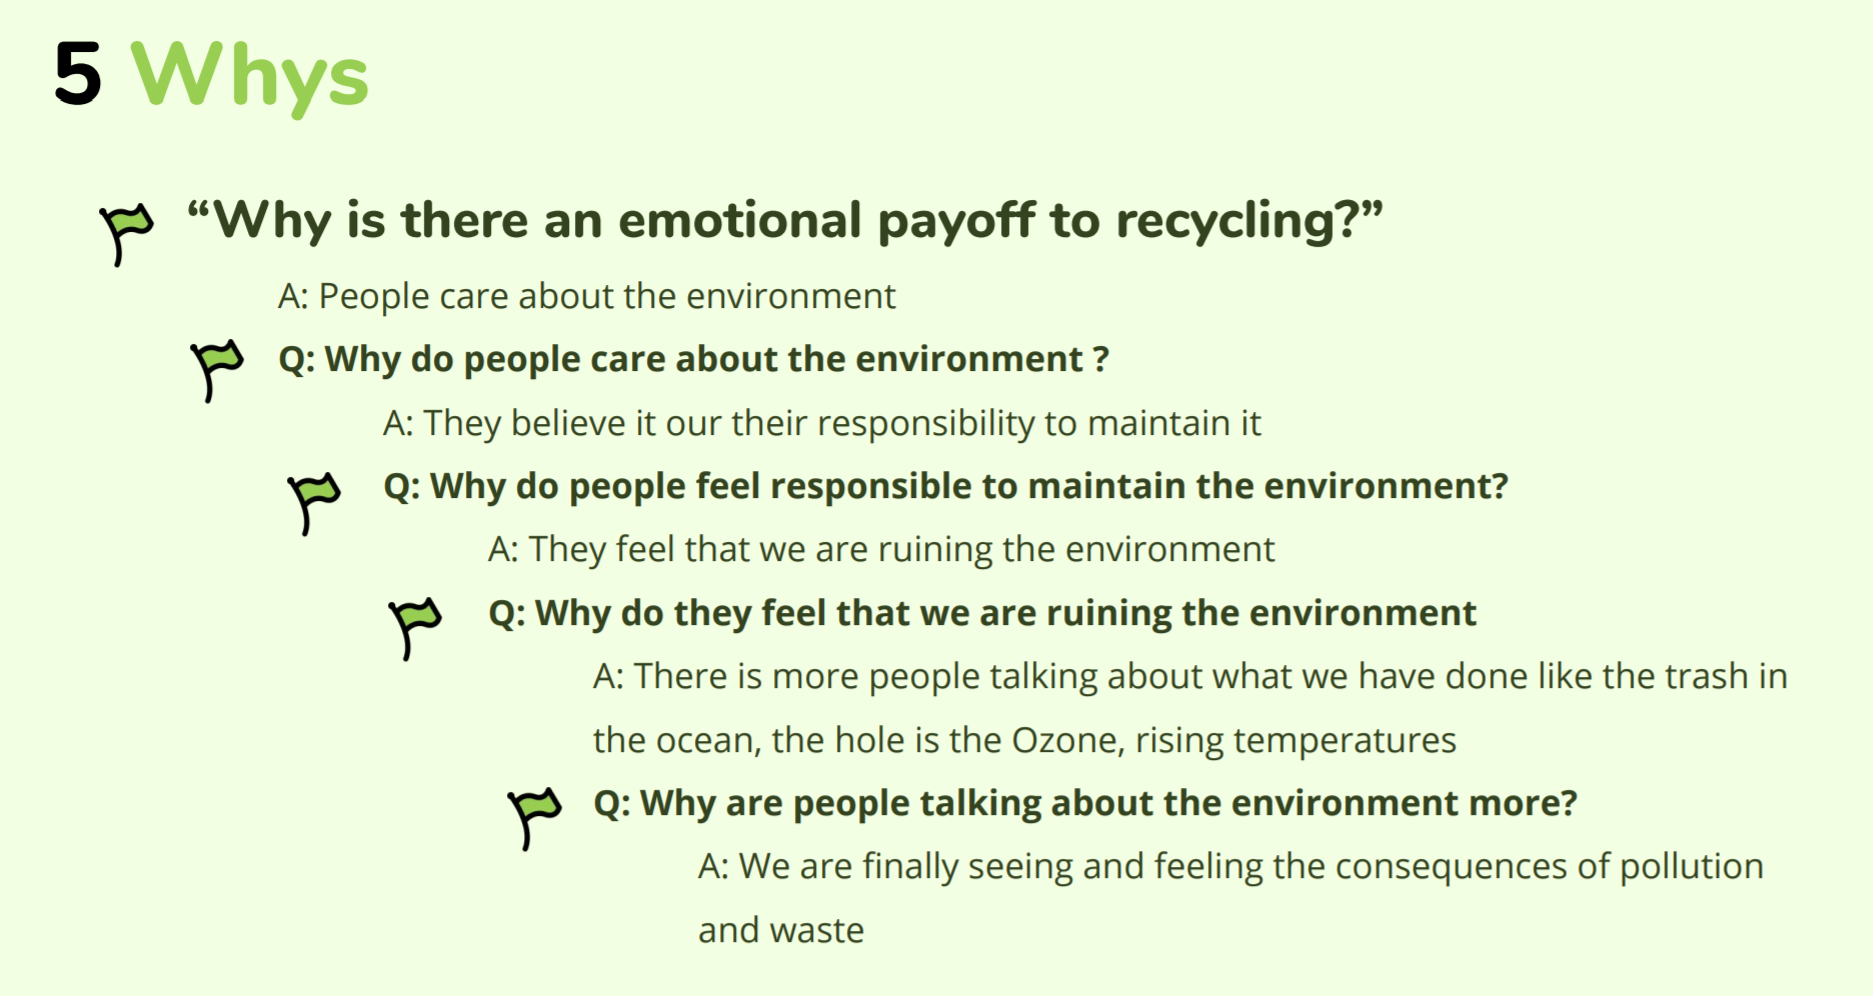 5 Whys
“Why is there an emotional payoff to recycling?”
A: People care about the environment
Q: Why do people care about the environment ?
A: They believe it our their responsibility to maintain it
Q: Why do people feel responsible to maintain the environment?
A: They feel that we are ruining the environment
Q: Why do they feel that we are ruining the environment
A: There is more people talking about what we have done like the trash in
the ocean, the hole is the Ozone, rising temperatures
Q: Why are people talking about the environment more?
A: We are finally seeing and feeling the consequences of pollution
and waste